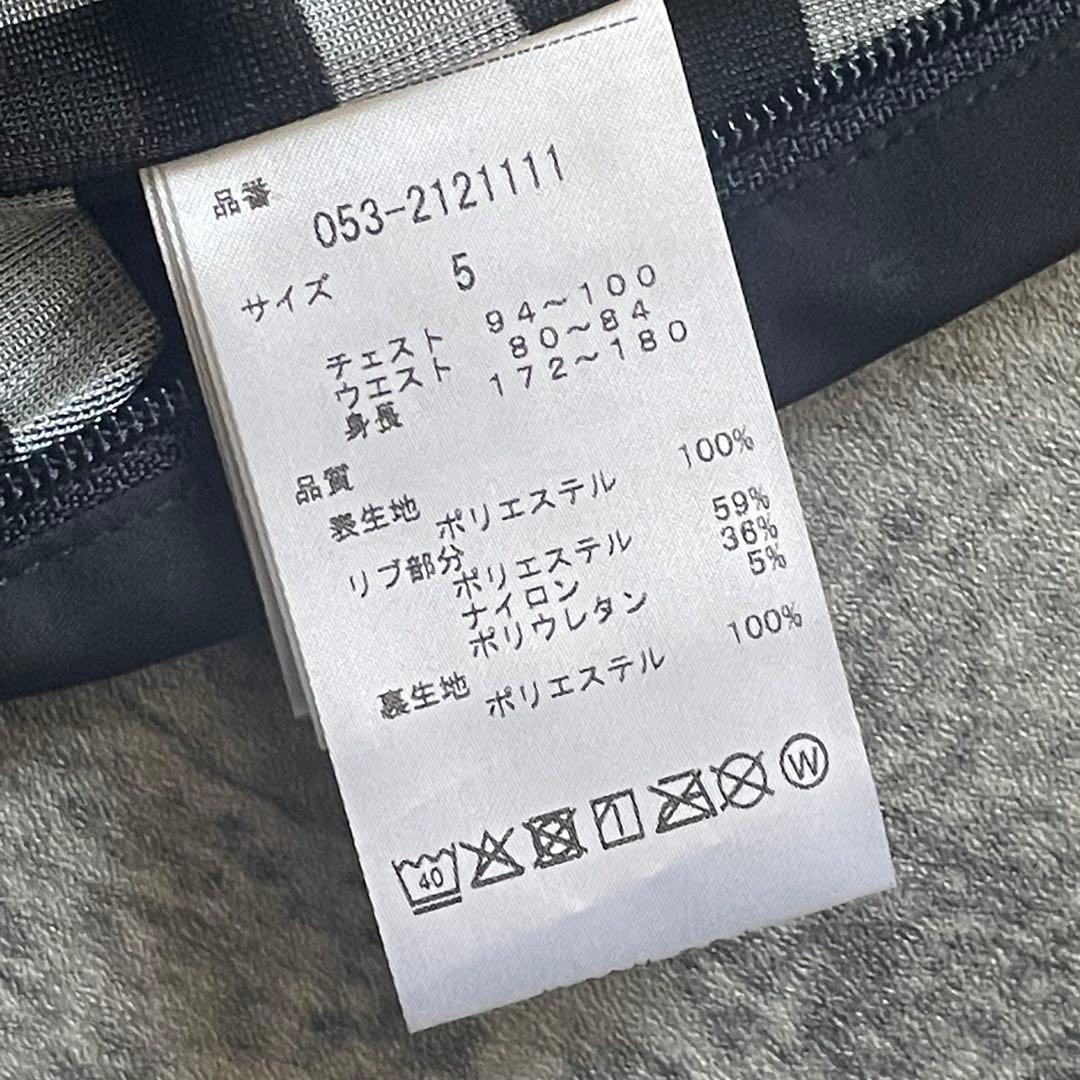 品番 053-2121111
サイズ 5
チェスト 94~100
ウエスト 80~84
身長 172~180
品質
表生地 ポリエステル 100%
リブ部分 ポリエステル 59%
ナイロン 36%
ポリウレタン 5%
裏生地 ポリエステル 100%
40 W